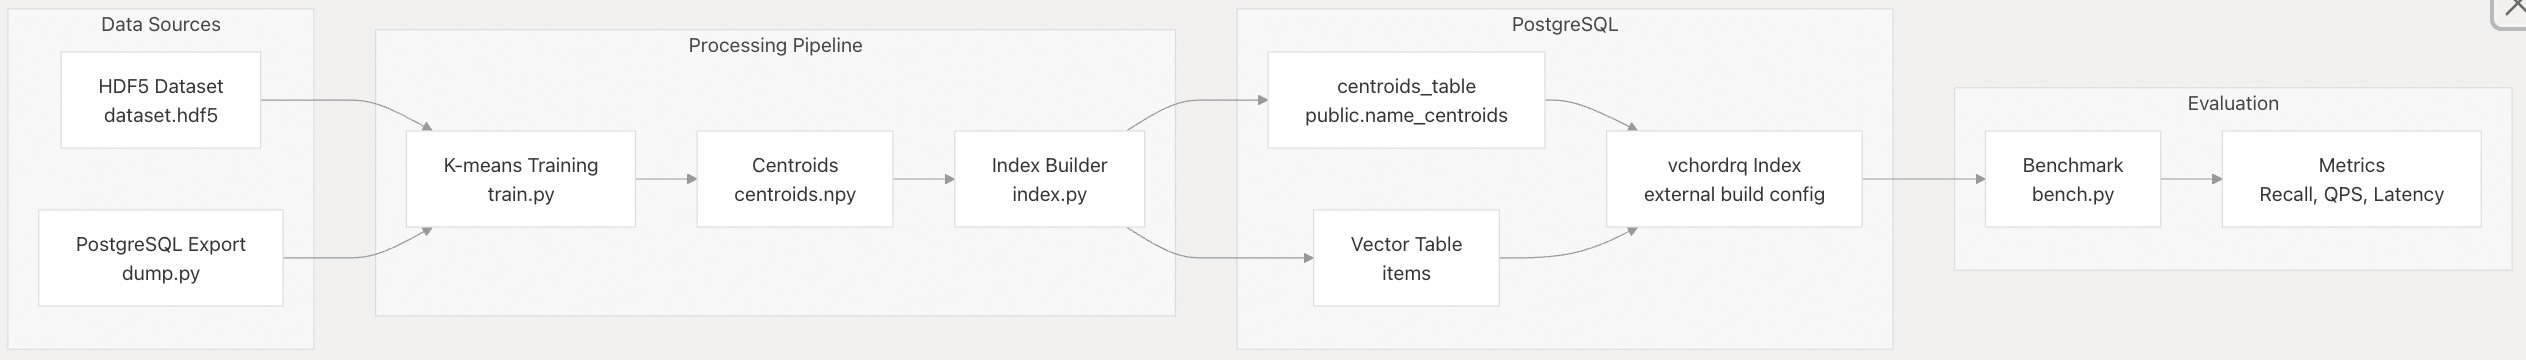 Data Sources
HDF5 Dataset
dataset.hdf5
PostgreSQL Export
dump.py
Processing Pipeline
K-means Training
train.py
Centroids
centroids.npy
Index Builder
index.py
PostgreSQL
centroids_table
public.name_centroids
Vector Table
items
vchordrq Index
external build config
Evaluation
Benchmark
bench.py
Metrics
Recall, QPS, Latency